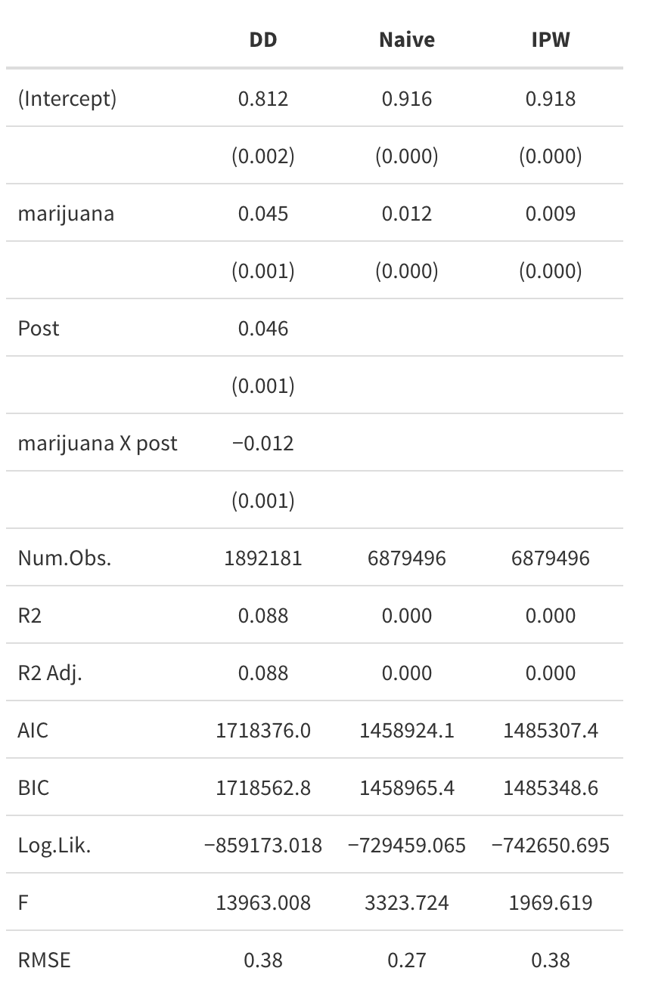 DD Naive IPW
(Intercept) 0.812 0.916 0.918
(0.002) (0.000) (0.000)
marijuana 0.045 0.012 0.009
(0.001) (0.000) (0.000)
Post 0.046
(0.001)
marijuana X post −0.012
(0.001)
Num.Obs. 1892181 6879496 6879496
R2 0.088 0.000 0.000
R2 Adj. 0.088 0.000 0.000
AIC 1718376.0 1458924.1 1485307.4
BIC 1718562.8 1458965.4 1485348.6
Log.Lik. −859173.018 −729459.065 −742650.695
F 13963.008 3323.724 1969.619
RMSE 0.38 0.27 0.38